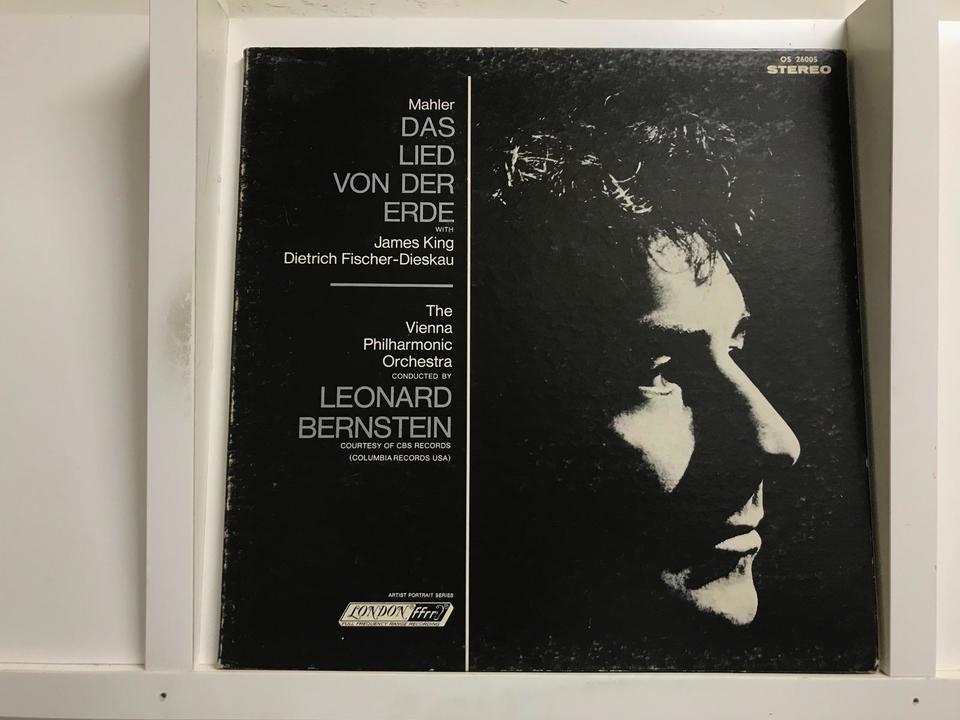 OS 26005
STEREO
Mahler
DAS
LIED
VON DER
ERDE
WITH
James King
Dietrich Fischer-Dieskau
The
Vienna
Philharmonic
Orchestra
CONDUCTED BY
LEONARD
BERNSTEIN
COURTESY OF CBS RECORDS
(COLUMBIA RECORDS USA)
ARTIST PORTRAIT SERIES
LONDON ffrr
FULL FREQUENCY RANGE RECORDING